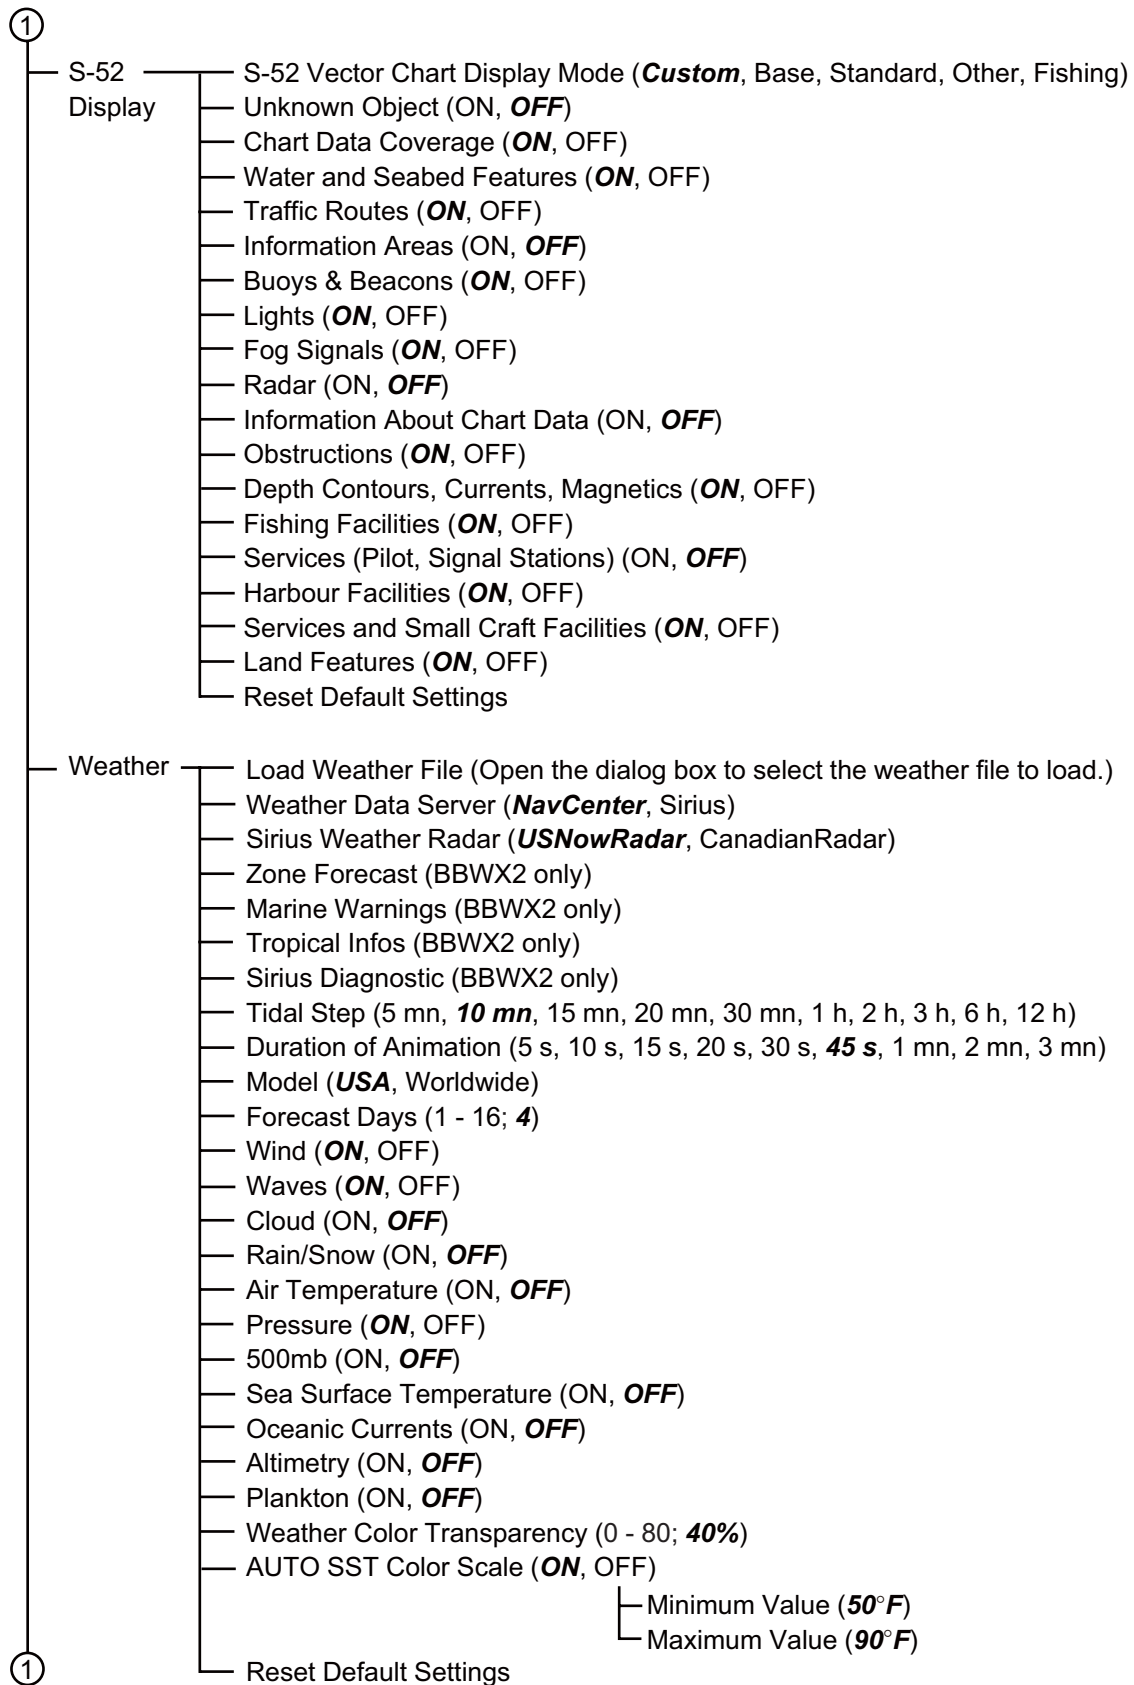 1
S-52 S-52 Vector Chart Display Mode (Custom, Base, Standard, Other, Fishing)
Display Unknown Object (ON, OFF)
Chart Data Coverage (ON, OFF)
Water and Seabed Features (ON, OFF)
Traffic Routes (ON, OFF)
Information Areas (ON, OFF)
Buoys & Beacons (ON, OFF)
Lights (ON, OFF)
Fog Signals (ON, OFF)
Radar (ON, OFF)
Information About Chart Data (ON, OFF)
Obstructions (ON, OFF)
Depth Contours, Currents, Magnetics (ON, OFF)
Fishing Facilities (ON, OFF)
Services (Pilot, Signal Stations) (ON, OFF)
Harbour Facilities (ON, OFF)
Services and Small Craft Facilities (ON, OFF)
Land Features (ON, OFF)
Reset Default Settings
Weather Load Weather File (Open the dialog box to select the weather file to load.)
Weather Data Server (NavCenter, Sirius)
Sirius Weather Radar (USNowRadar, CanadianRadar)
Zone Forecast (BBWX2 only)
Marine Warnings (BBWX2 only)
Tropical Infos (BBWX2 only)
Sirius Diagnostic (BBWX2 only)
Tidal Step (5 mn, 10 mn, 15 mn, 20 mn, 30 mn, 1 h, 2 h, 3 h, 6 h, 12 h)
Duration of Animation (5 s, 10 s, 15 s, 20 s, 30 s, 45 s, 1 mn, 2 mn, 3 mn)
Model (USA, Worldwide)
Forecast Days (1 - 16; 4)
Wind (ON, OFF)
Waves (ON, OFF)
Cloud (ON, OFF)
Rain/Snow (ON, OFF)
Air Temperature (ON, OFF)
Pressure (ON, OFF)
500mb (ON, OFF)
Sea Surface Temperature (ON, OFF)
Oceanic Currents (ON, OFF)
Altimetry (ON, OFF)
Plankton (ON, OFF)
Weather Color Transparency (0 - 80; 40%)
AUTO SST Color Scale (ON, OFF)
Minimum Value (50°F)
Maximum Value (90°F)
1 Reset Default Settings